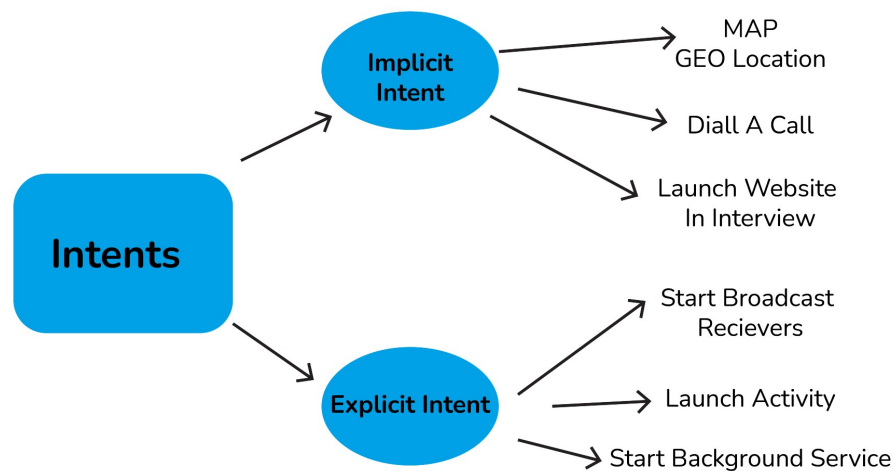 Intents
Implicit
Intent
MAP
GEO Location
Diall A Call
Launch Website
In Interview
Explicit Intent
Start Broadcast
Recievers
Launch Activity
Start Background Service